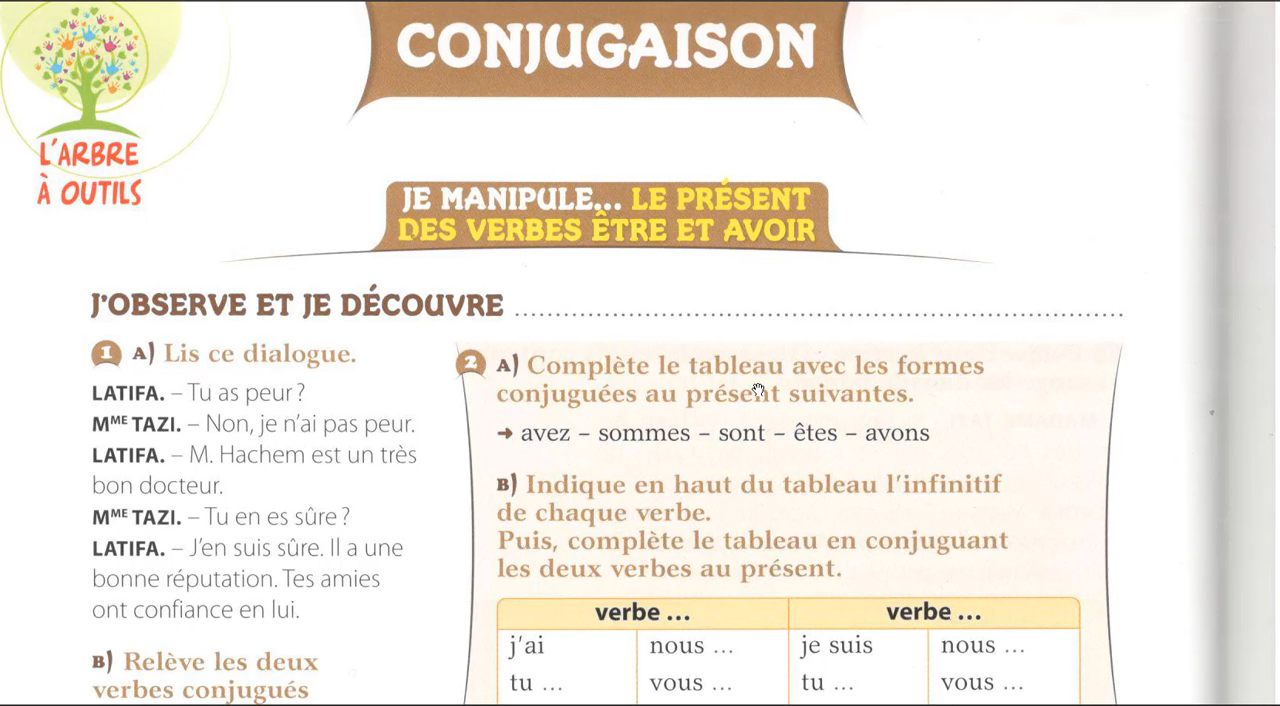 CONJUGAISON
L'ARBRE
À OUTILS
JE MANIPULE... LE PRÉSENT
DES VERBES ÊTRE ET AVOIR
J'OBSERVE ET JE DÉCOUVRE
1 A) Lis ce dialogue.
LATIFA. – Tu as peur ?
MME TAZI. – Non, je n'ai pas peur.
LATIFA. – M. Hachem est un très
bon docteur.
MME TAZI. – Tu en es sûre ?
LATIFA. – J'en suis sûre. Il a une
bonne réputation. Tes amies
ont confiance en lui.
B) Relève les deux
verbes conjugués
2 A) Complète le tableau avec les formes
conjuguées au présent suivantes.
➔ avez – sommes – sont – êtes – avons
B) Indique en haut du tableau l'infinitif
de chaque verbe.
Puis, complète le tableau en conjuguant
les deux verbes au présent.
verbe ... verbe ...
j'ai nous ... je suis nous ...
tu ... vous ... tu ... vous ...